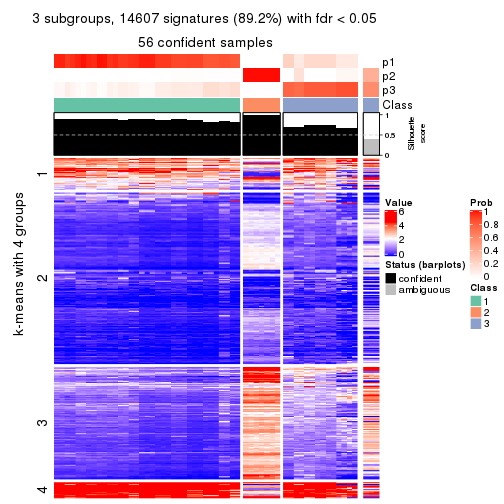 3 subgroups, 14607 signatures (89.2%) with fdr < 0.05
56 confident samples
p1
p2
p3
Class
1
0.5
0
Silhouette
score
k-means with 4 groups
1
2
3
4
Value
6
4
2
0
Status (barplots)
confident
ambiguous
Prob
1
0.8
0.6
0.4
0.2
0
Class
1
2
3